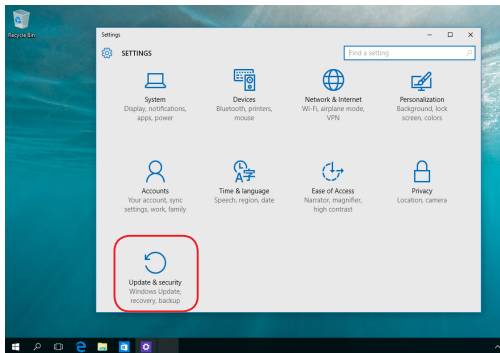 Recycle Bin
Settings
SETTINGS
Find a setting
System
Display, notifications,
apps, power
Devices
Bluetooth, printers,
mouse
Network & Internet
Wi-Fi, airplane mode,
VPN
Personalization
Background, lock
screen, colors
Accounts
Your account, sync
settings, work, family
Time & language
Speech, region, date
Ease of Access
Narrator, magnifier,
high contrast
Privacy
Location, camera
Update & security
Windows Update,
recovery, backup